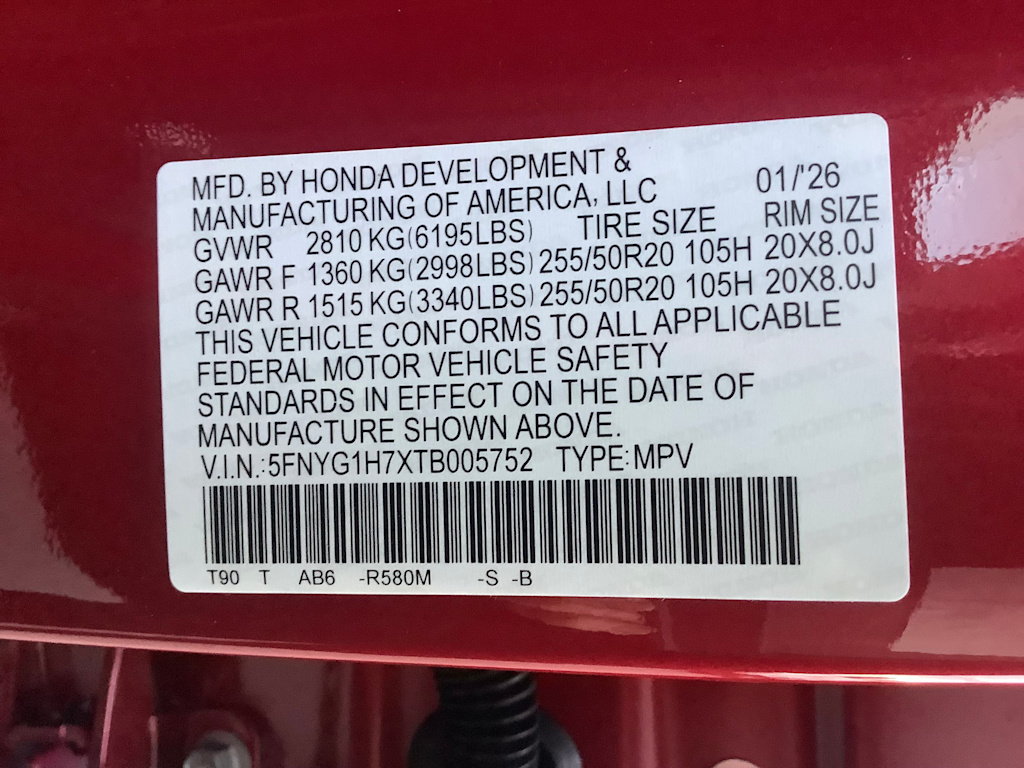 MFD. BY HONDA DEVELOPMENT &
MANUFACTURING OF AMERICA, LLC 01/'26
GVWR 2810 KG(6195LBS) TIRE SIZE RIM SIZE
GAWR F 1360 KG(2998LBS) 255/50R20 105H 20X8.0J
GAWR R 1515 KG(3340LBS) 255/50R20 105H 20X8.0J
THIS VEHICLE CONFORMS TO ALL APPLICABLE
FEDERAL MOTOR VEHICLE SAFETY
STANDARDS IN EFFECT ON THE DATE OF
MANUFACTURE SHOWN ABOVE.
V.I.N.:5FNYG1H7XTB005752 TYPE:MPV
T90 T AB6 -R580M -S -B